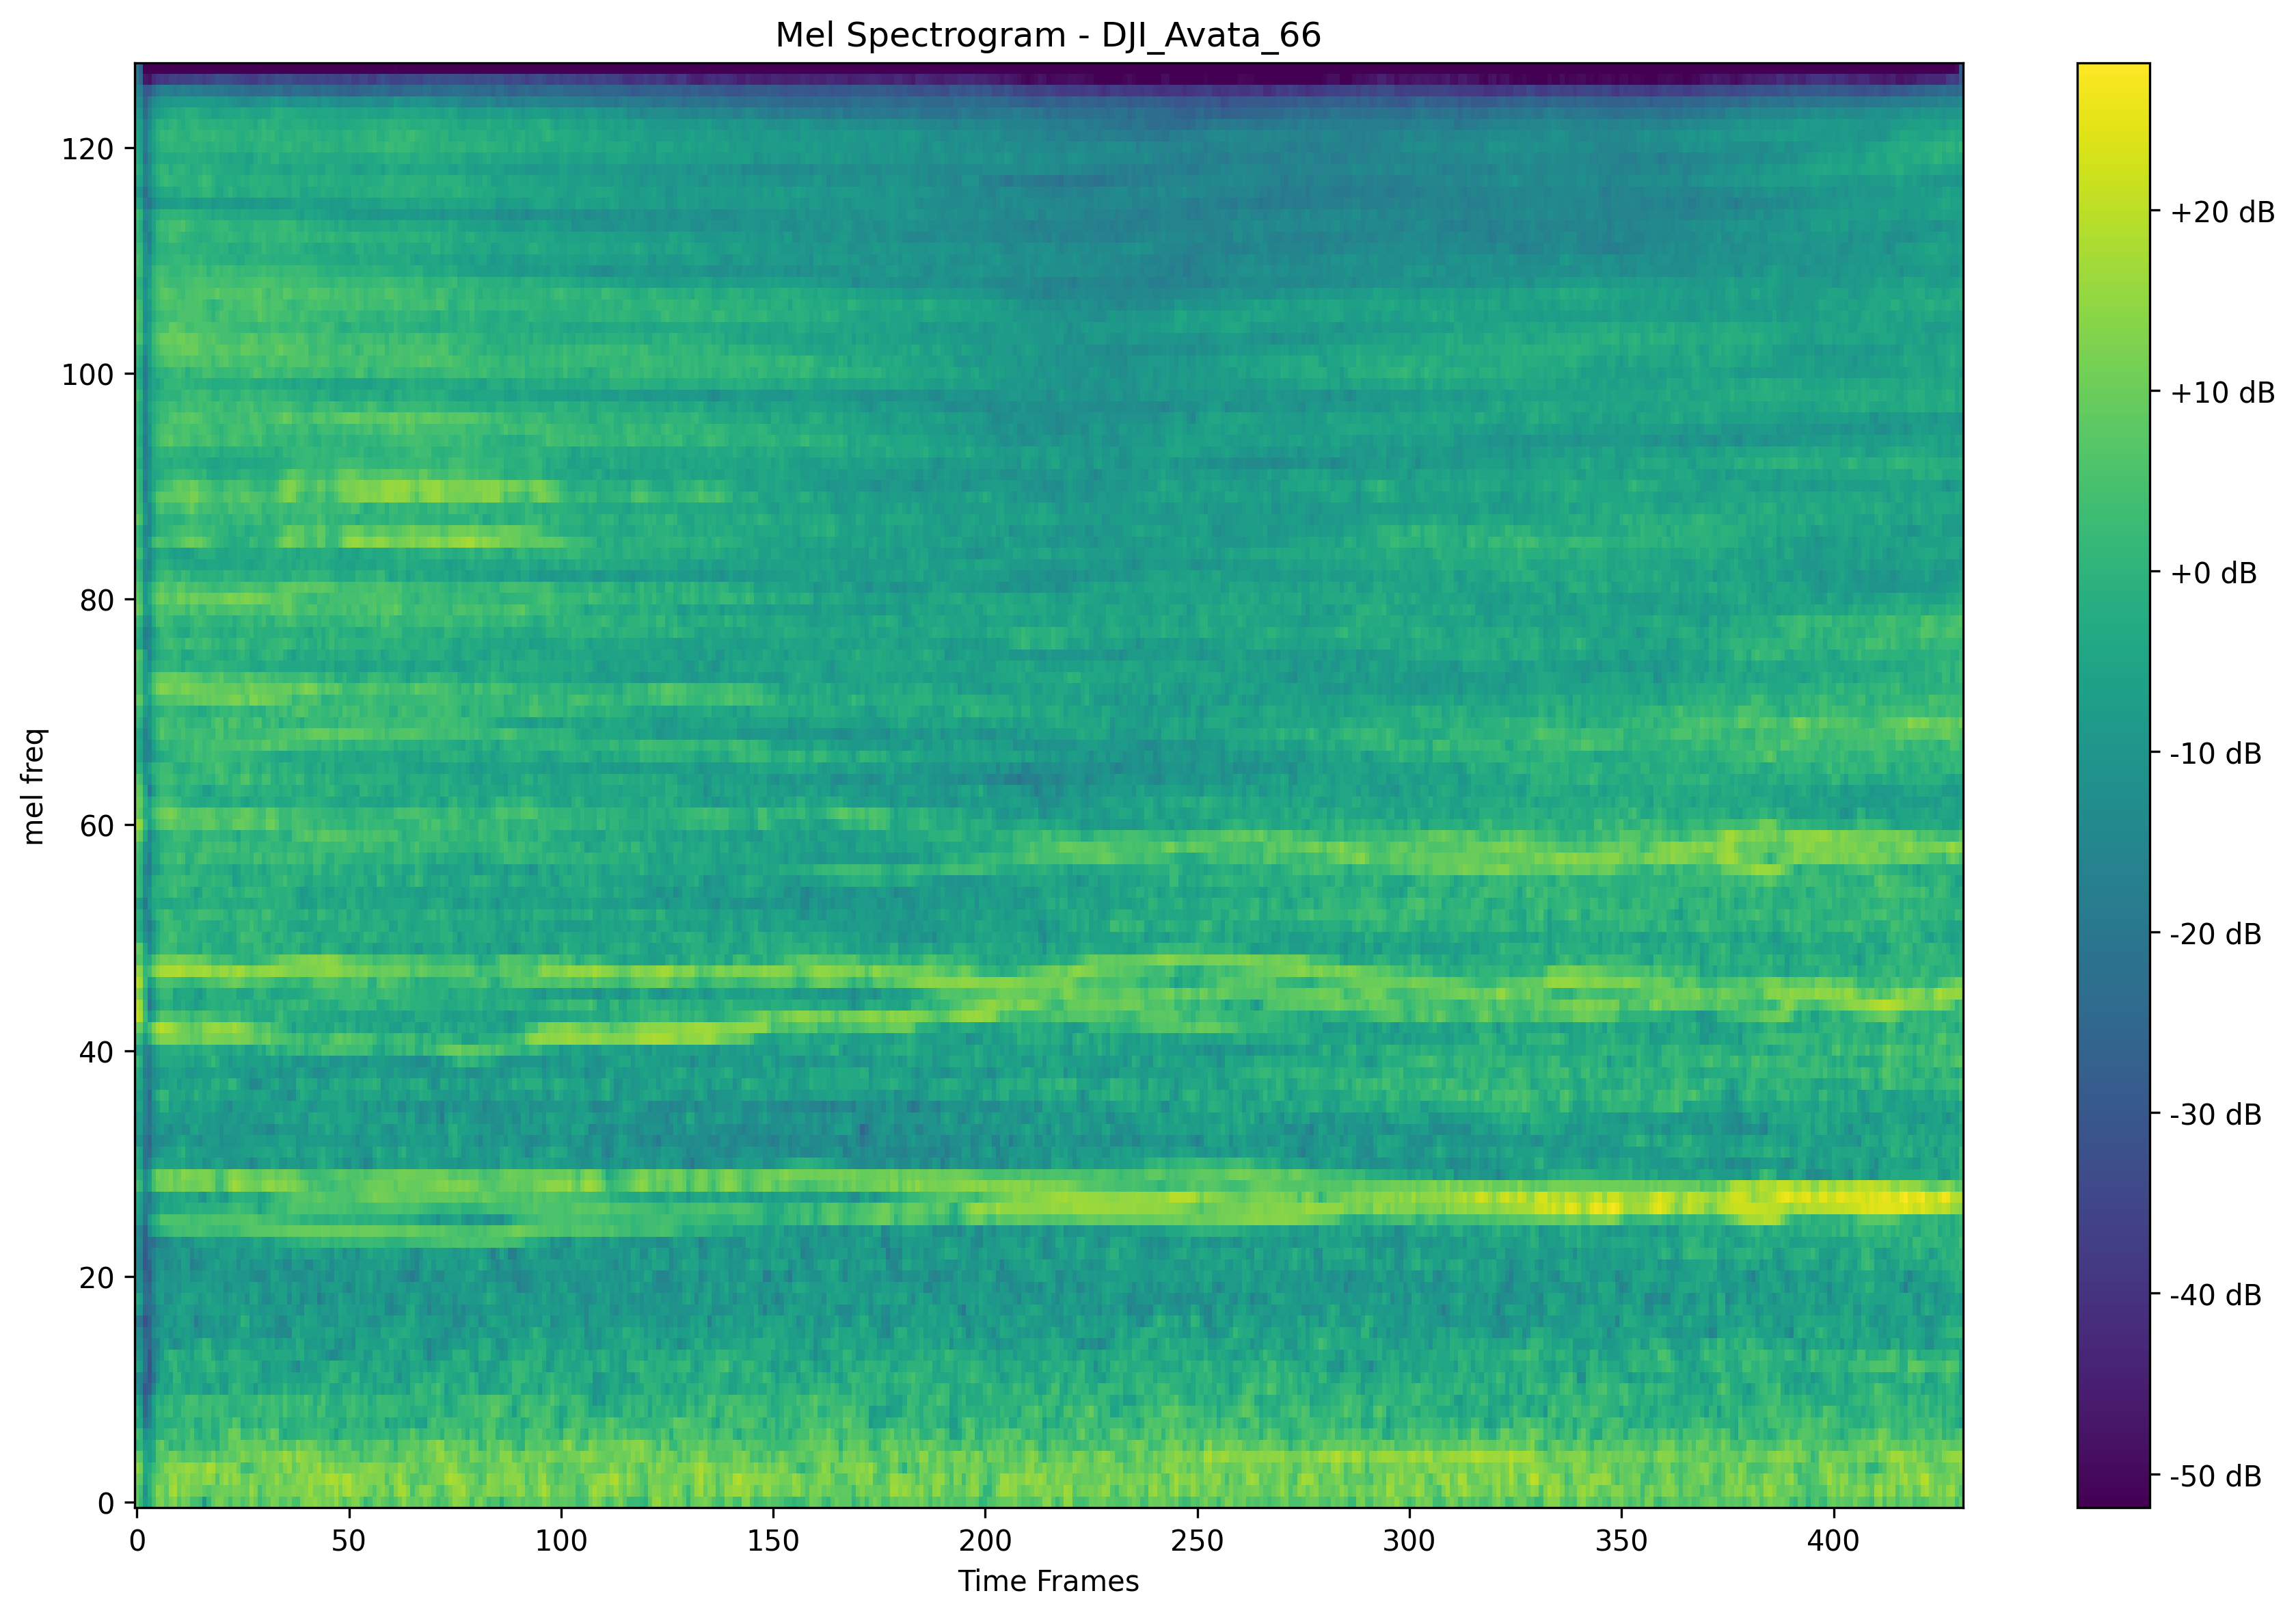 Mel Spectrogram - DJI_Avata_66
120
100
80
60
40
20
0
mel freq
0 50 100 150 200 250 300 350 400
Time Frames
+20 dB
+10 dB
+0 dB
-10 dB
-20 dB
-30 dB
-40 dB
-50 dB